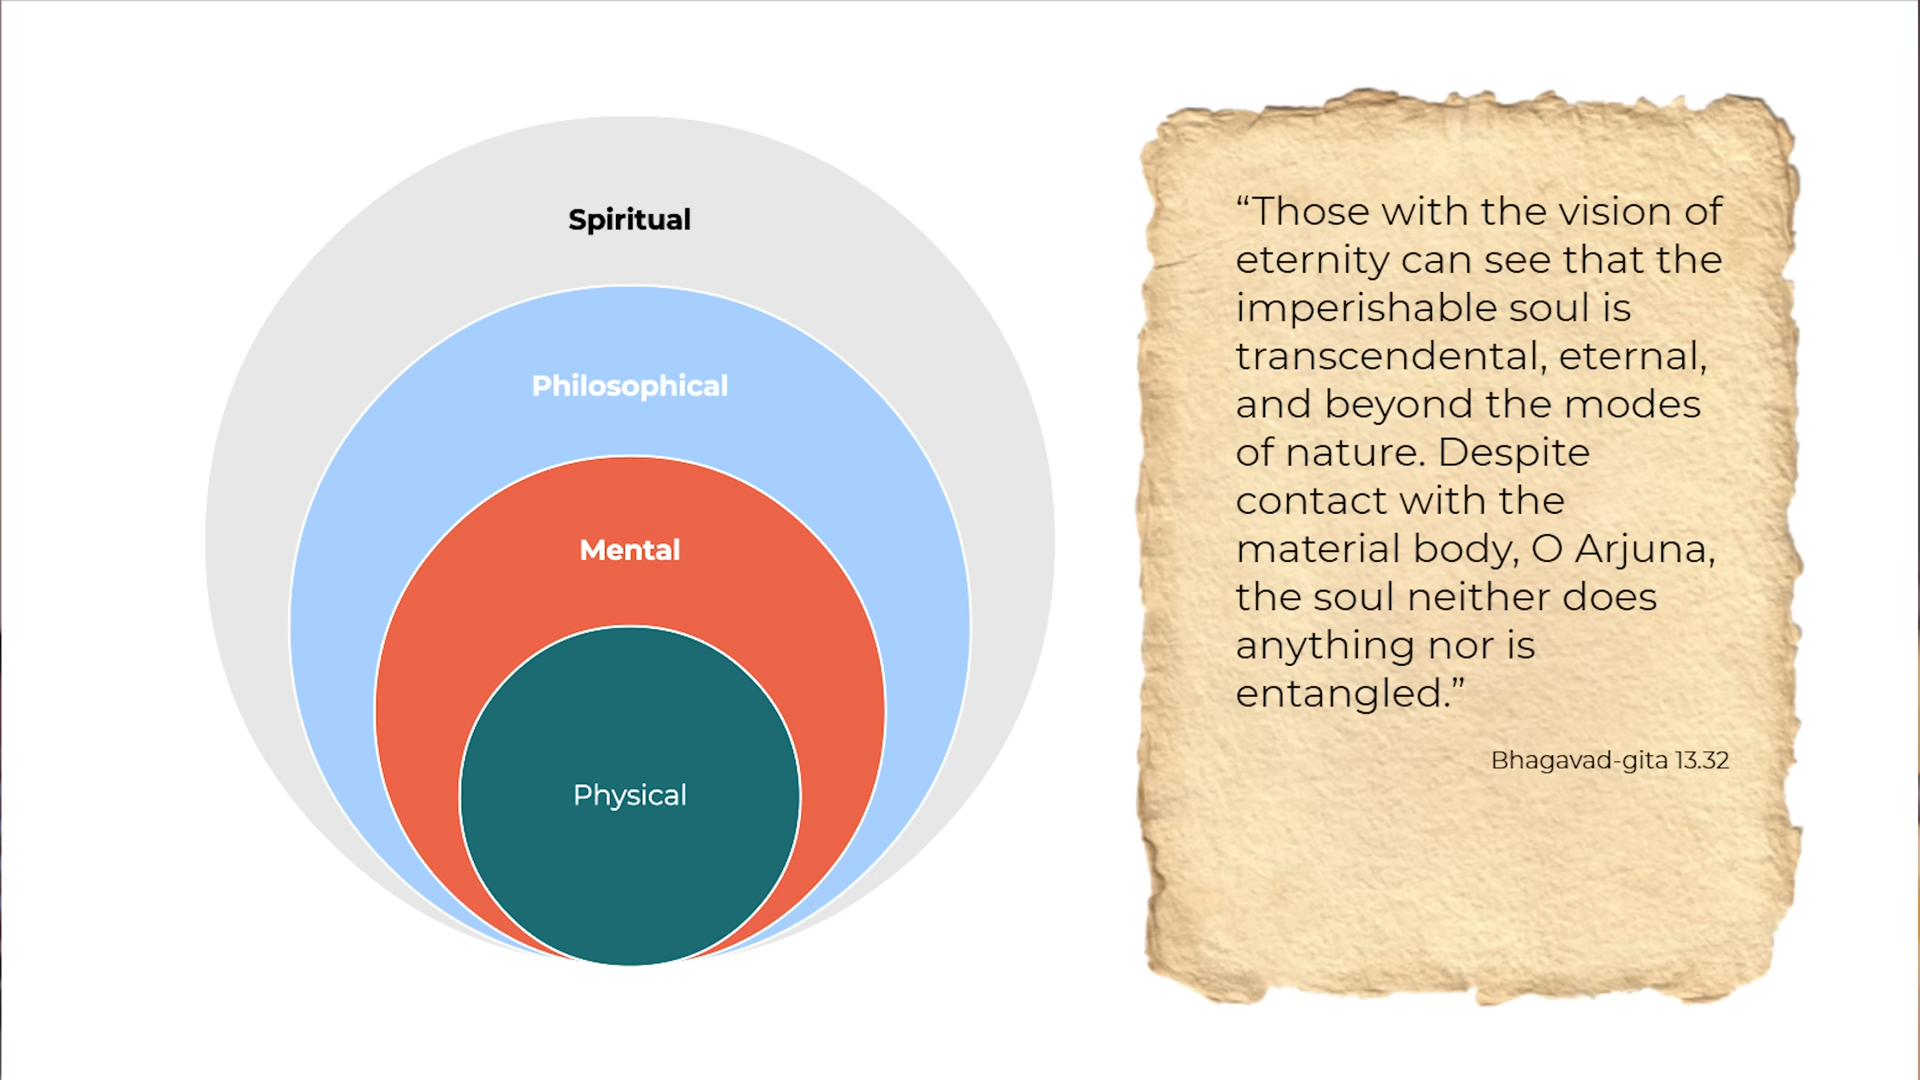 Spiritual
Philosophical
Mental
Physical
“Those with the vision of
eternity can see that the
imperishable soul is
transcendental, eternal,
and beyond the modes
of nature. Despite
contact with the
material body, O Arjuna,
the soul neither does
anything nor is
entangled.”
Bhagavad-gita 13.32